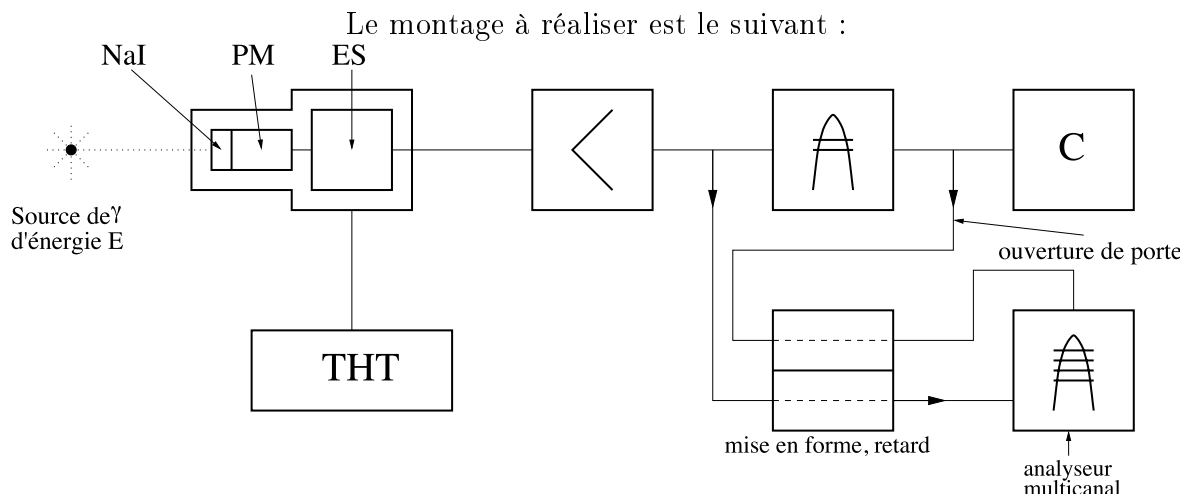 Le montage à réaliser est le suivant :
NaI
PM
ES
C
Source de γ
d'énergie E
ouverture de porte
THT
mise en forme, retard
analyseur
multicanal